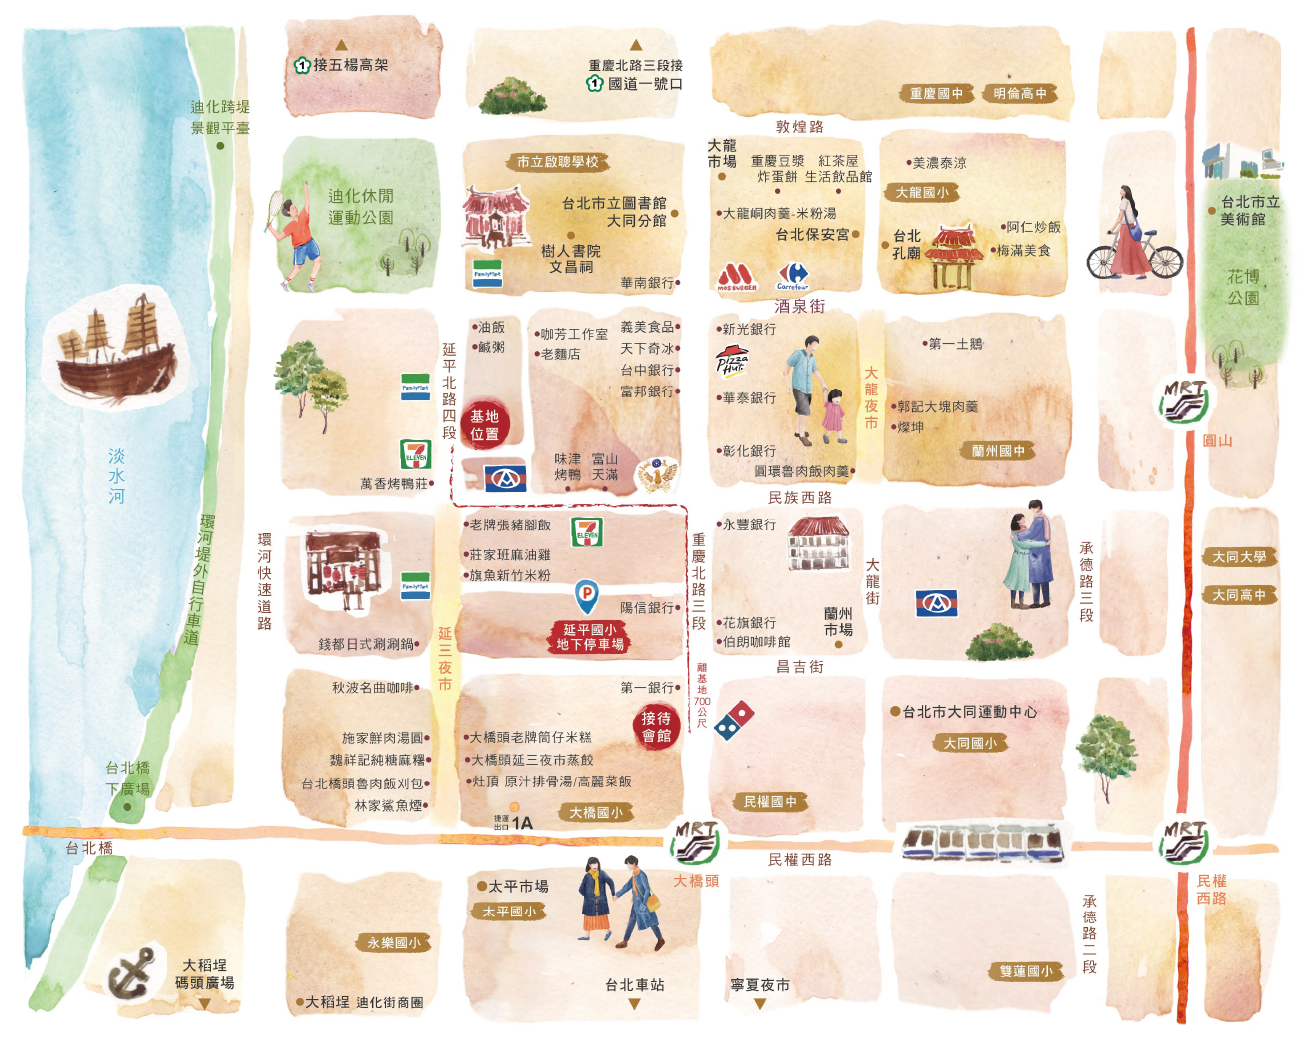 1 接五楊高架
重慶北路三段接
1 國道一號口
重慶國中
明倫高中
迪化跨堤
景觀平臺
敦煌路
市立啟聰學校
台北市立圖書館
大同分館
樹人書院
文昌祠
FamilyMart
華南銀行
迪化休閒
運動公園
大龍
市場
重慶豆漿
炸蛋餅
紅茶屋
生活飲品館
大龍峒肉羹-米粉湯
台北保安宮
MOS BURGER
Carrefour
美濃泰涼
大龍國小
阿仁炒飯
台北
孔廟
梅滿美食
台北市立
美術館
花博
公園
酒泉街
延平北路四段
油飯
鹹粥
咖芳工作室
老麵店
義美食品
天下奇冰
台中銀行
富邦銀行
基地
位置
味津
烤鴨
富山
天滿
FamilyMart
7 ELEVEN
萬香烤鴨莊
新光銀行
Pizza Hut
華泰銀行
彰化銀行
圓環魯肉飯肉羹
大龍夜市
第一土鵝
郭記大塊肉羹
燦坤
蘭州國中
MRT
圓山
淡水河
環河堤外自行車道
環河快速道路
民族西路
老牌張豬腳飯
7 ELEVEN
莊家班麻油雞
旗魚新竹米粉
FamilyMart
錢都日式涮涮鍋
延三夜市
P
陽信銀行
延平國小
地下停車場
重慶北路三段
離基地700公尺
永豐銀行
花旗銀行
伯朗咖啡館
蘭州
市場
大龍街
承德路三段
大同大學
大同高中
昌吉街
秋波名曲咖啡
施家鮮肉湯圓
魏祥記純糖麻糬
台北橋頭魯肉飯刈包
林家鯊魚煙
第一銀行
接待
會館
大橋頭老牌筒仔米糕
大橋頭延三夜市蒸餃
灶頂 原汁排骨湯/高麗菜飯
捷運
出口 1A
大橋國小
民權國中
台北市大同運動中心
大同國小
台北橋
下廣場
台北橋
MRT
大橋頭
民權西路
MRT
民權
西路
太平市場
太平國小
永樂國小
大稻埕
碼頭廣場
大稻埕 迪化街商圈
台北車站
寧夏夜市
雙蓮國小
承德路二段